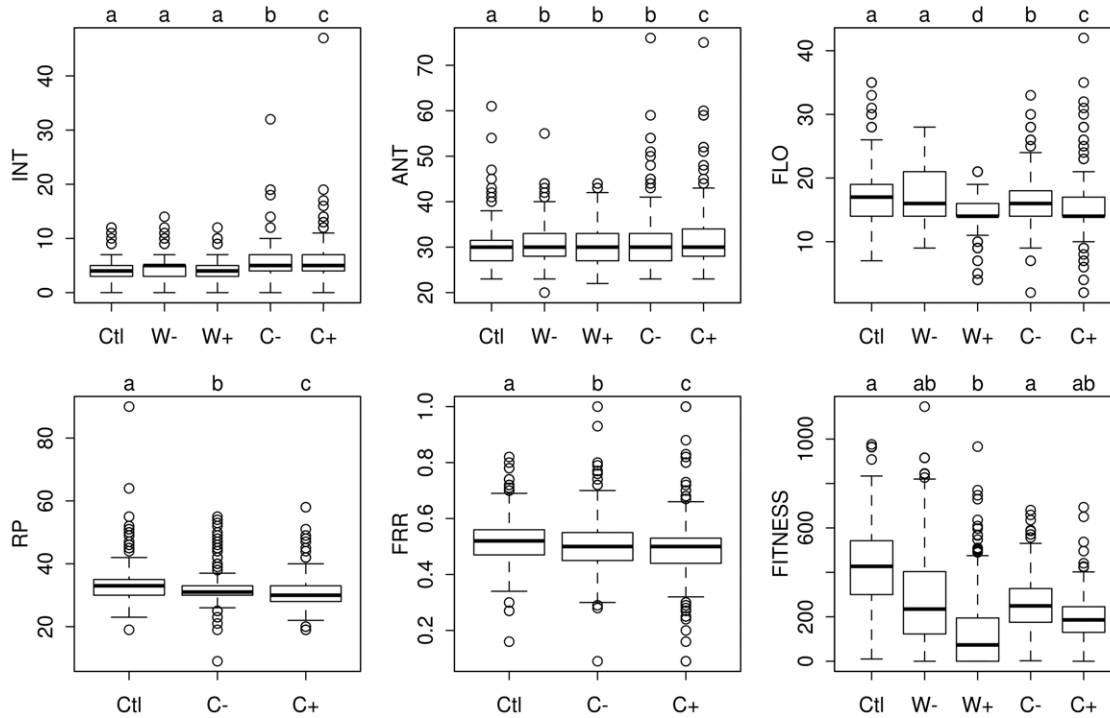 a a a b c
INT
0 10 20 30 40
Ctl W- W+ C- C+
a b b b c
ANT
20 30 40 50 60 70
Ctl W- W+ C- C+
a a d b c
FLO
10 20 30 40
Ctl W- W+ C- C+
a b c
RP
20 40 60 80
Ctl C- C+
a b c
FRR
0.2 0.4 0.6 0.8 1.0
Ctl C- C+
a ab b a ab
FITNESS
0 200 600 1000
Ctl W- W+ C- C+